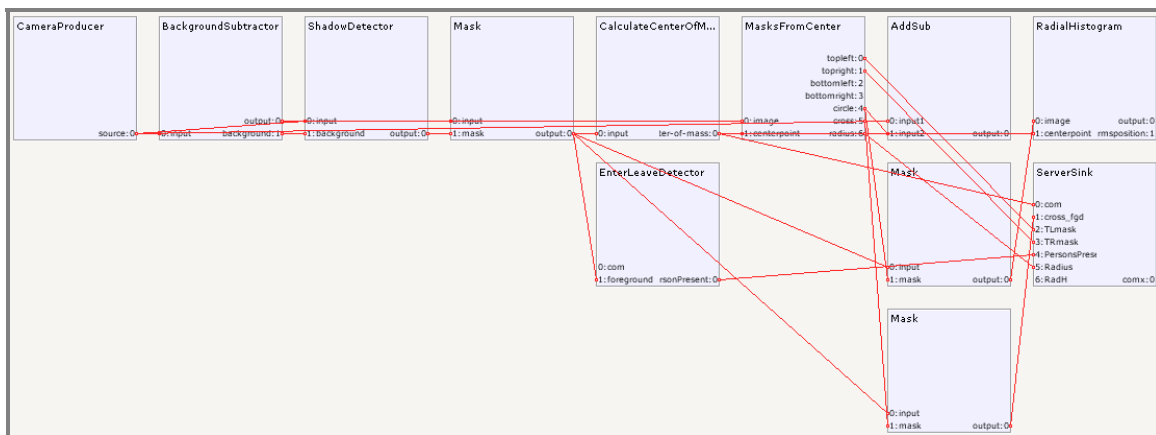 CameraProducer
source:0
BackgroundSubtractor
output:0
0:input background:1
ShadowDetector
0:input
1:background output:0
Mask
0:input
1:mask output:0
CalculateCenterOfM...
0:input ter-of-mass:0
MasksFromCenter
topleft:0
topright:1
bottomleft:2
bottomright:3
circle:4
0:image cross:5
1:centerpoint radius:6
AddSub
0:input1
1:input2 output:0
RadialHistogram
0:image output:0
1:centerpoint rmsposition:1
EnterLeaveDetector
0:com
1:foreground rsonPresent:0
Mask
0:input
1:mask output:0
ServerSink
0:com
1:cross_fgd
2:TLmask
3:TRmask
4:PersonsPrese
5:Radius
6:RadH comx:0
Mask
0:input
1:mask output:0